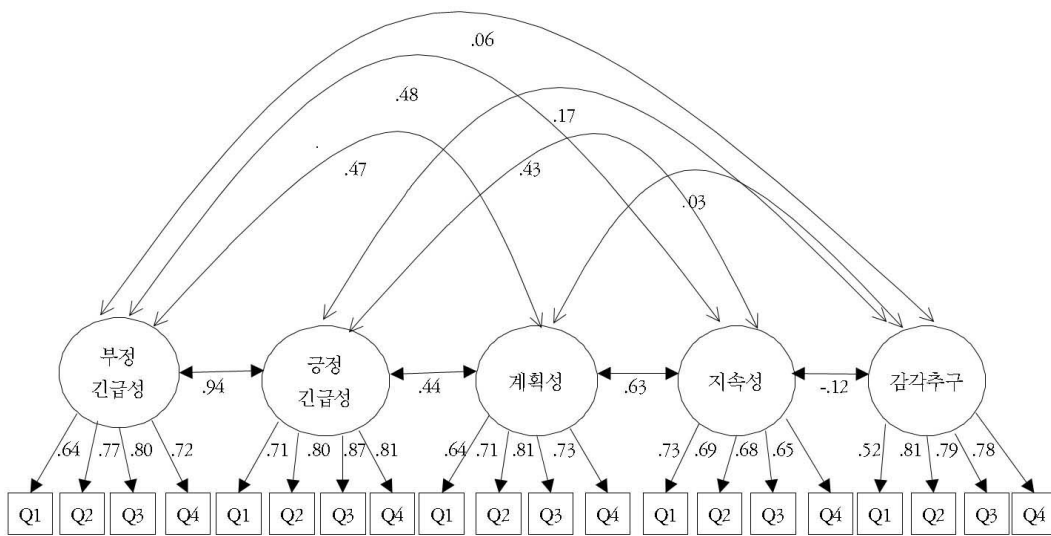 .06
.48
.17
.47
.43
.03
부정
긴급성
긍정
긴급성
계획성
지속성
감각추구
.94
.44
.63
-.12
.64 .77 .80 .72 .71 .80 .87 .81 .64 .71 .81 .73 .73 .69 .68 .65 .52 .81 .79 .78
Q1 Q2 Q3 Q4 Q1 Q2 Q3 Q4 Q1 Q2 Q3 Q4 Q1 Q2 Q3 Q4 Q1 Q2 Q3 Q4